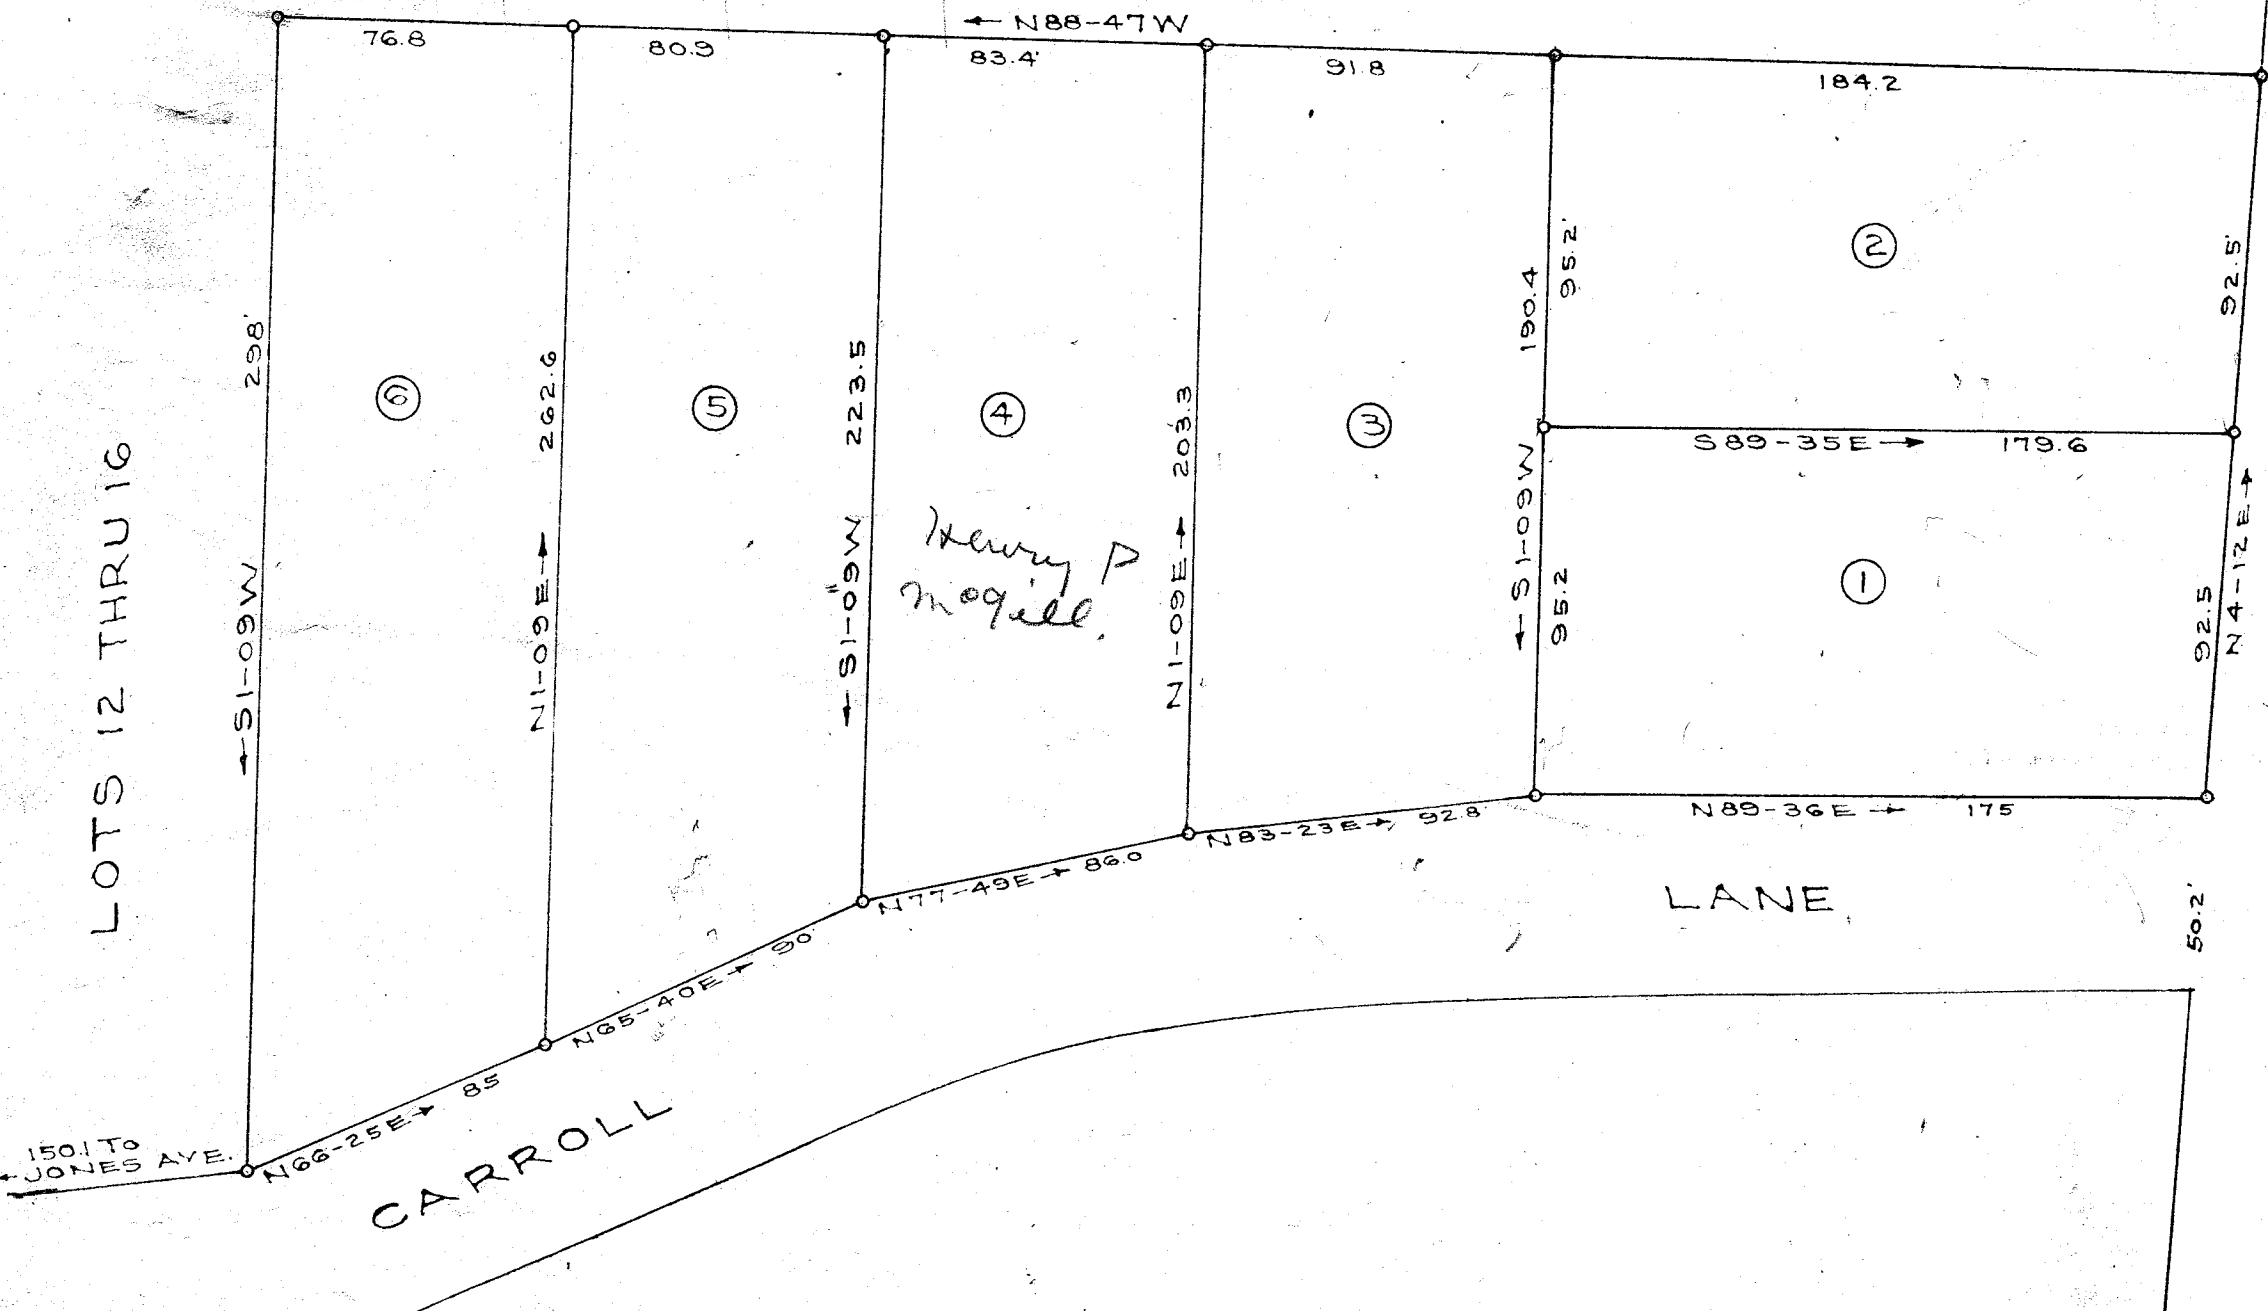 ← N88-47W
76.8
80.9
83.4'
91.8
184.2
298'
← S1-09W
6
262.6
N1-09E →
5
223.5
← S1-09W
4
Henry P
McGill.
203.3
N1-09E →
3
190.4
← S1-09W
95.2'
95.2
2
92.5'
S89-35E → 179.6
1
92.5
N4-12E →
N89-36E → 175
N83-23E → 92.8
N77-49E → 86.0
N65-40E → 90
N66-25E → 85
LOTS 12 THRU 16
150.1 TO
← JONES AVE.
CARROLL LANE
50.2'